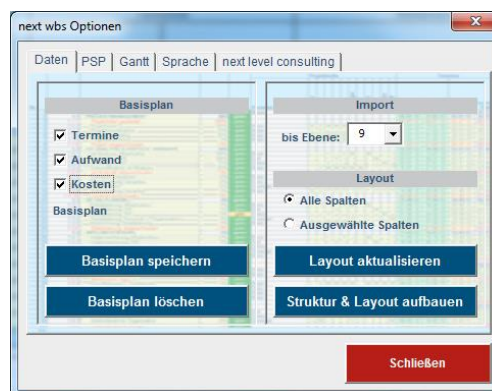 next wbs Optionen
Daten
PSP
Gantt
Sprache
next level consulting
Basisplan
Termine
Aufwand
Kosten
Basisplan
Basisplan speichern
Basisplan löschen
Import
bis Ebene: 9
Layout
Alle Spalten
Ausgewählte Spalten
Layout aktualisieren
Struktur & Layout aufbauen
Schließen